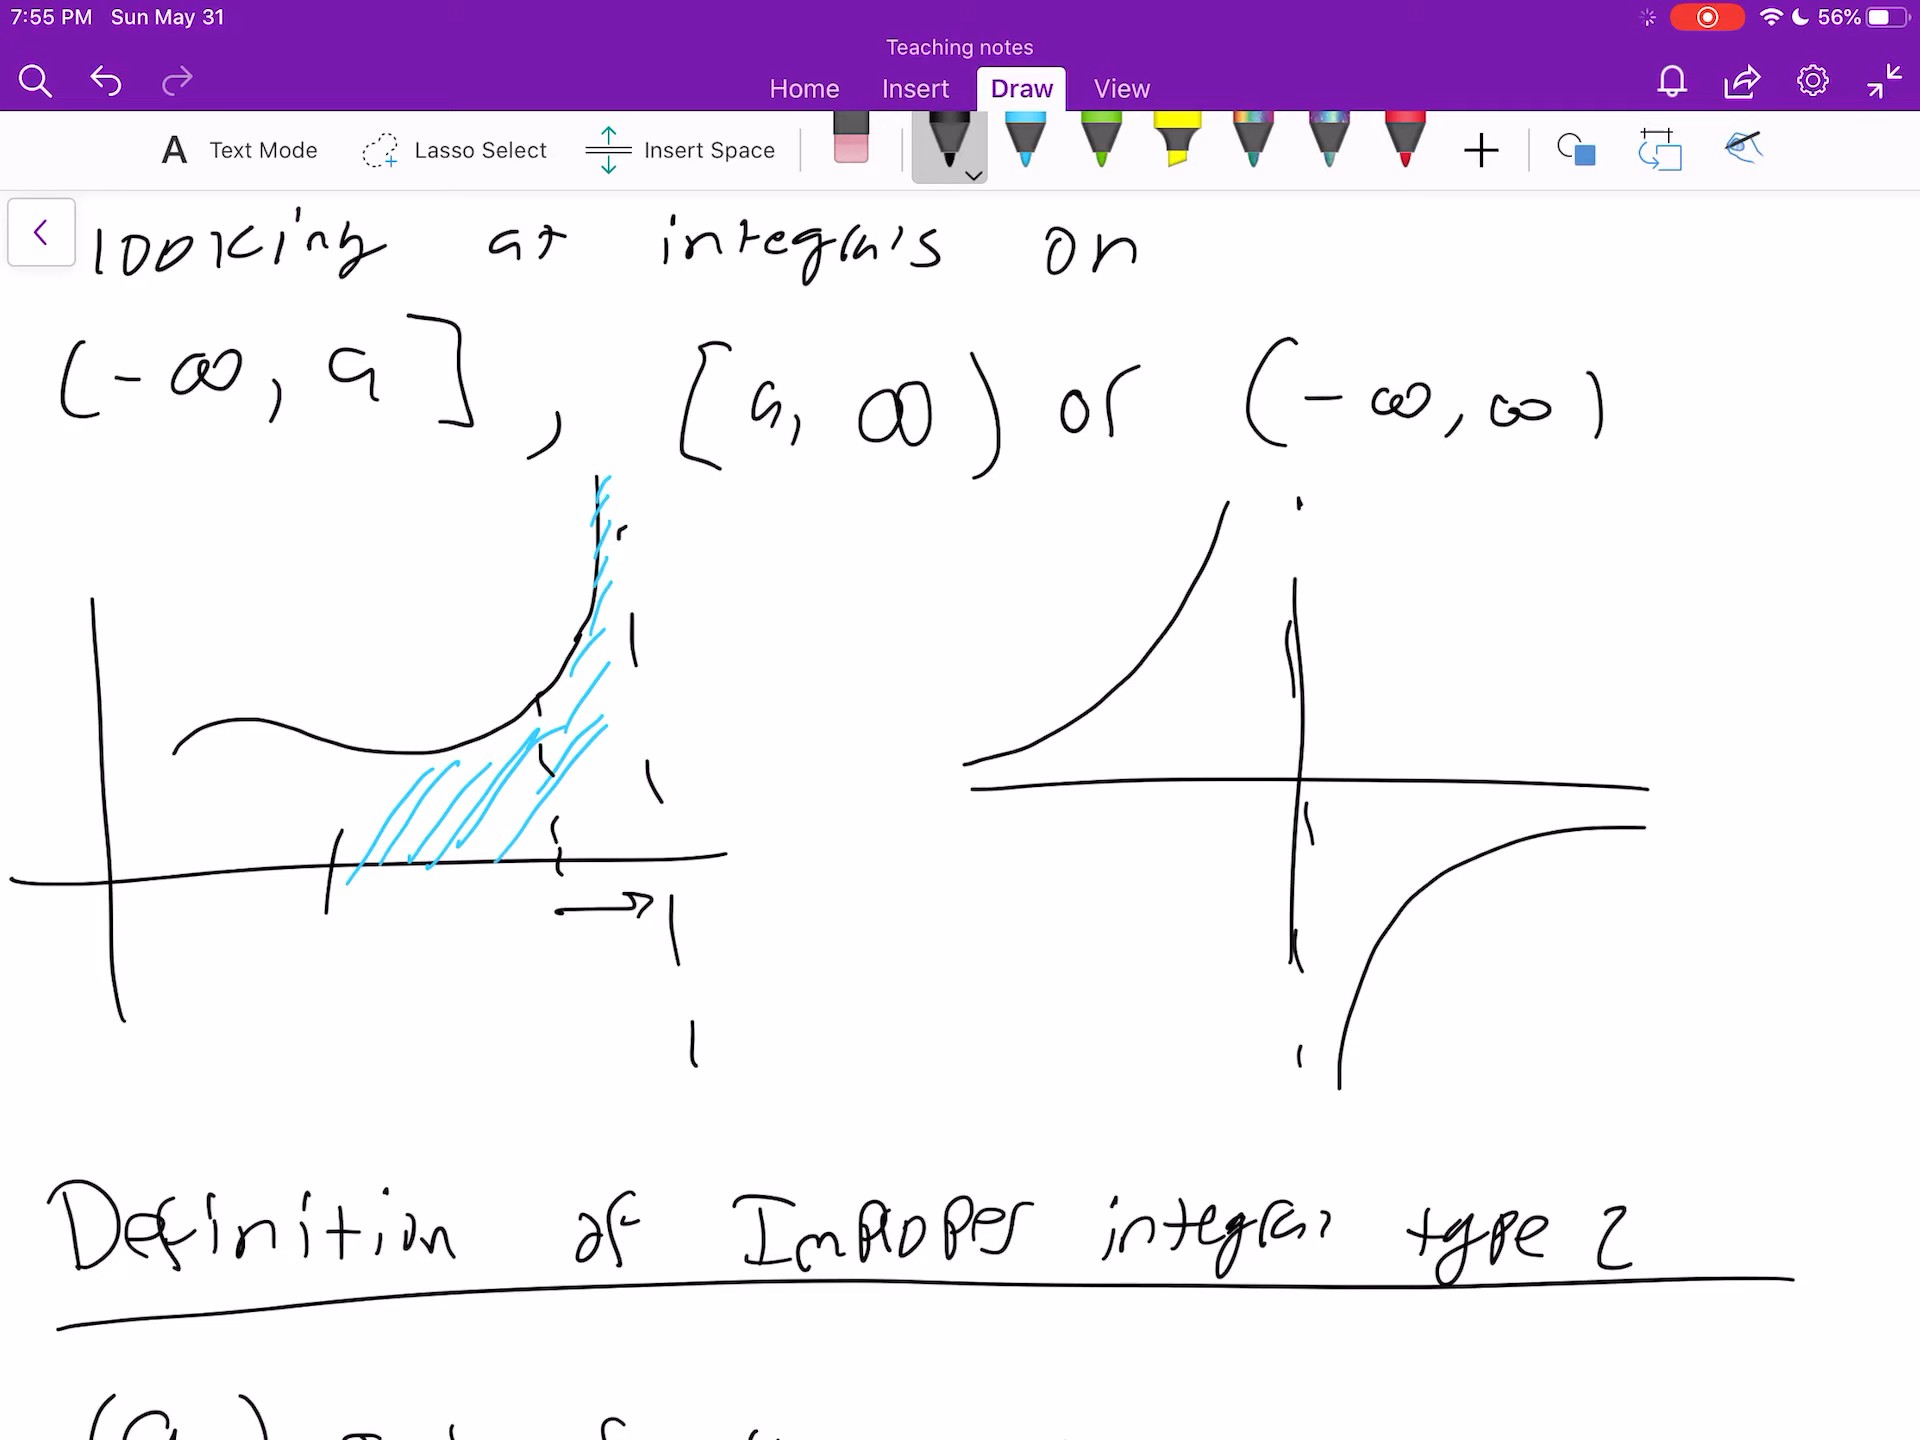 7:55 PM Sun May 31
56%
Teaching notes
Home Insert Draw View
A Text Mode Lasso Select Insert Space
looking at integrals on
(-∞, a], [a, ∞) or (-∞, ∞)
Definition of Improper integral type 2
(a)